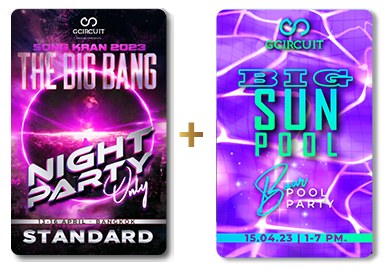 GCIRCUIT
SONG KRAN 2023
THE BIG BANG
NIGHT
PARTY
Only
13-16 APRIL - BANGKOK
STANDARD
+
GCIRCUIT
BIG
SUN
POOL
Bear
POOL
PARTY
15.04.23 | 1-7 PM.